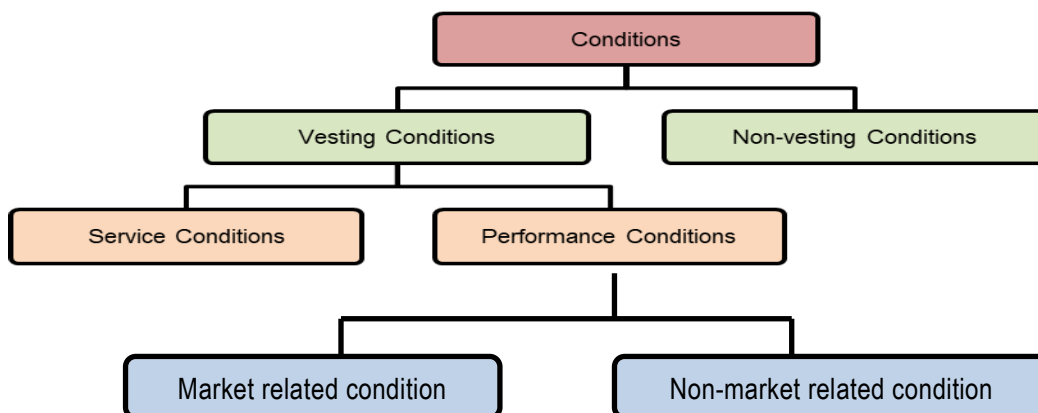 Conditions
Vesting Conditions
Non-vesting Conditions
Service Conditions
Performance Conditions
Market related condition
Non-market related condition